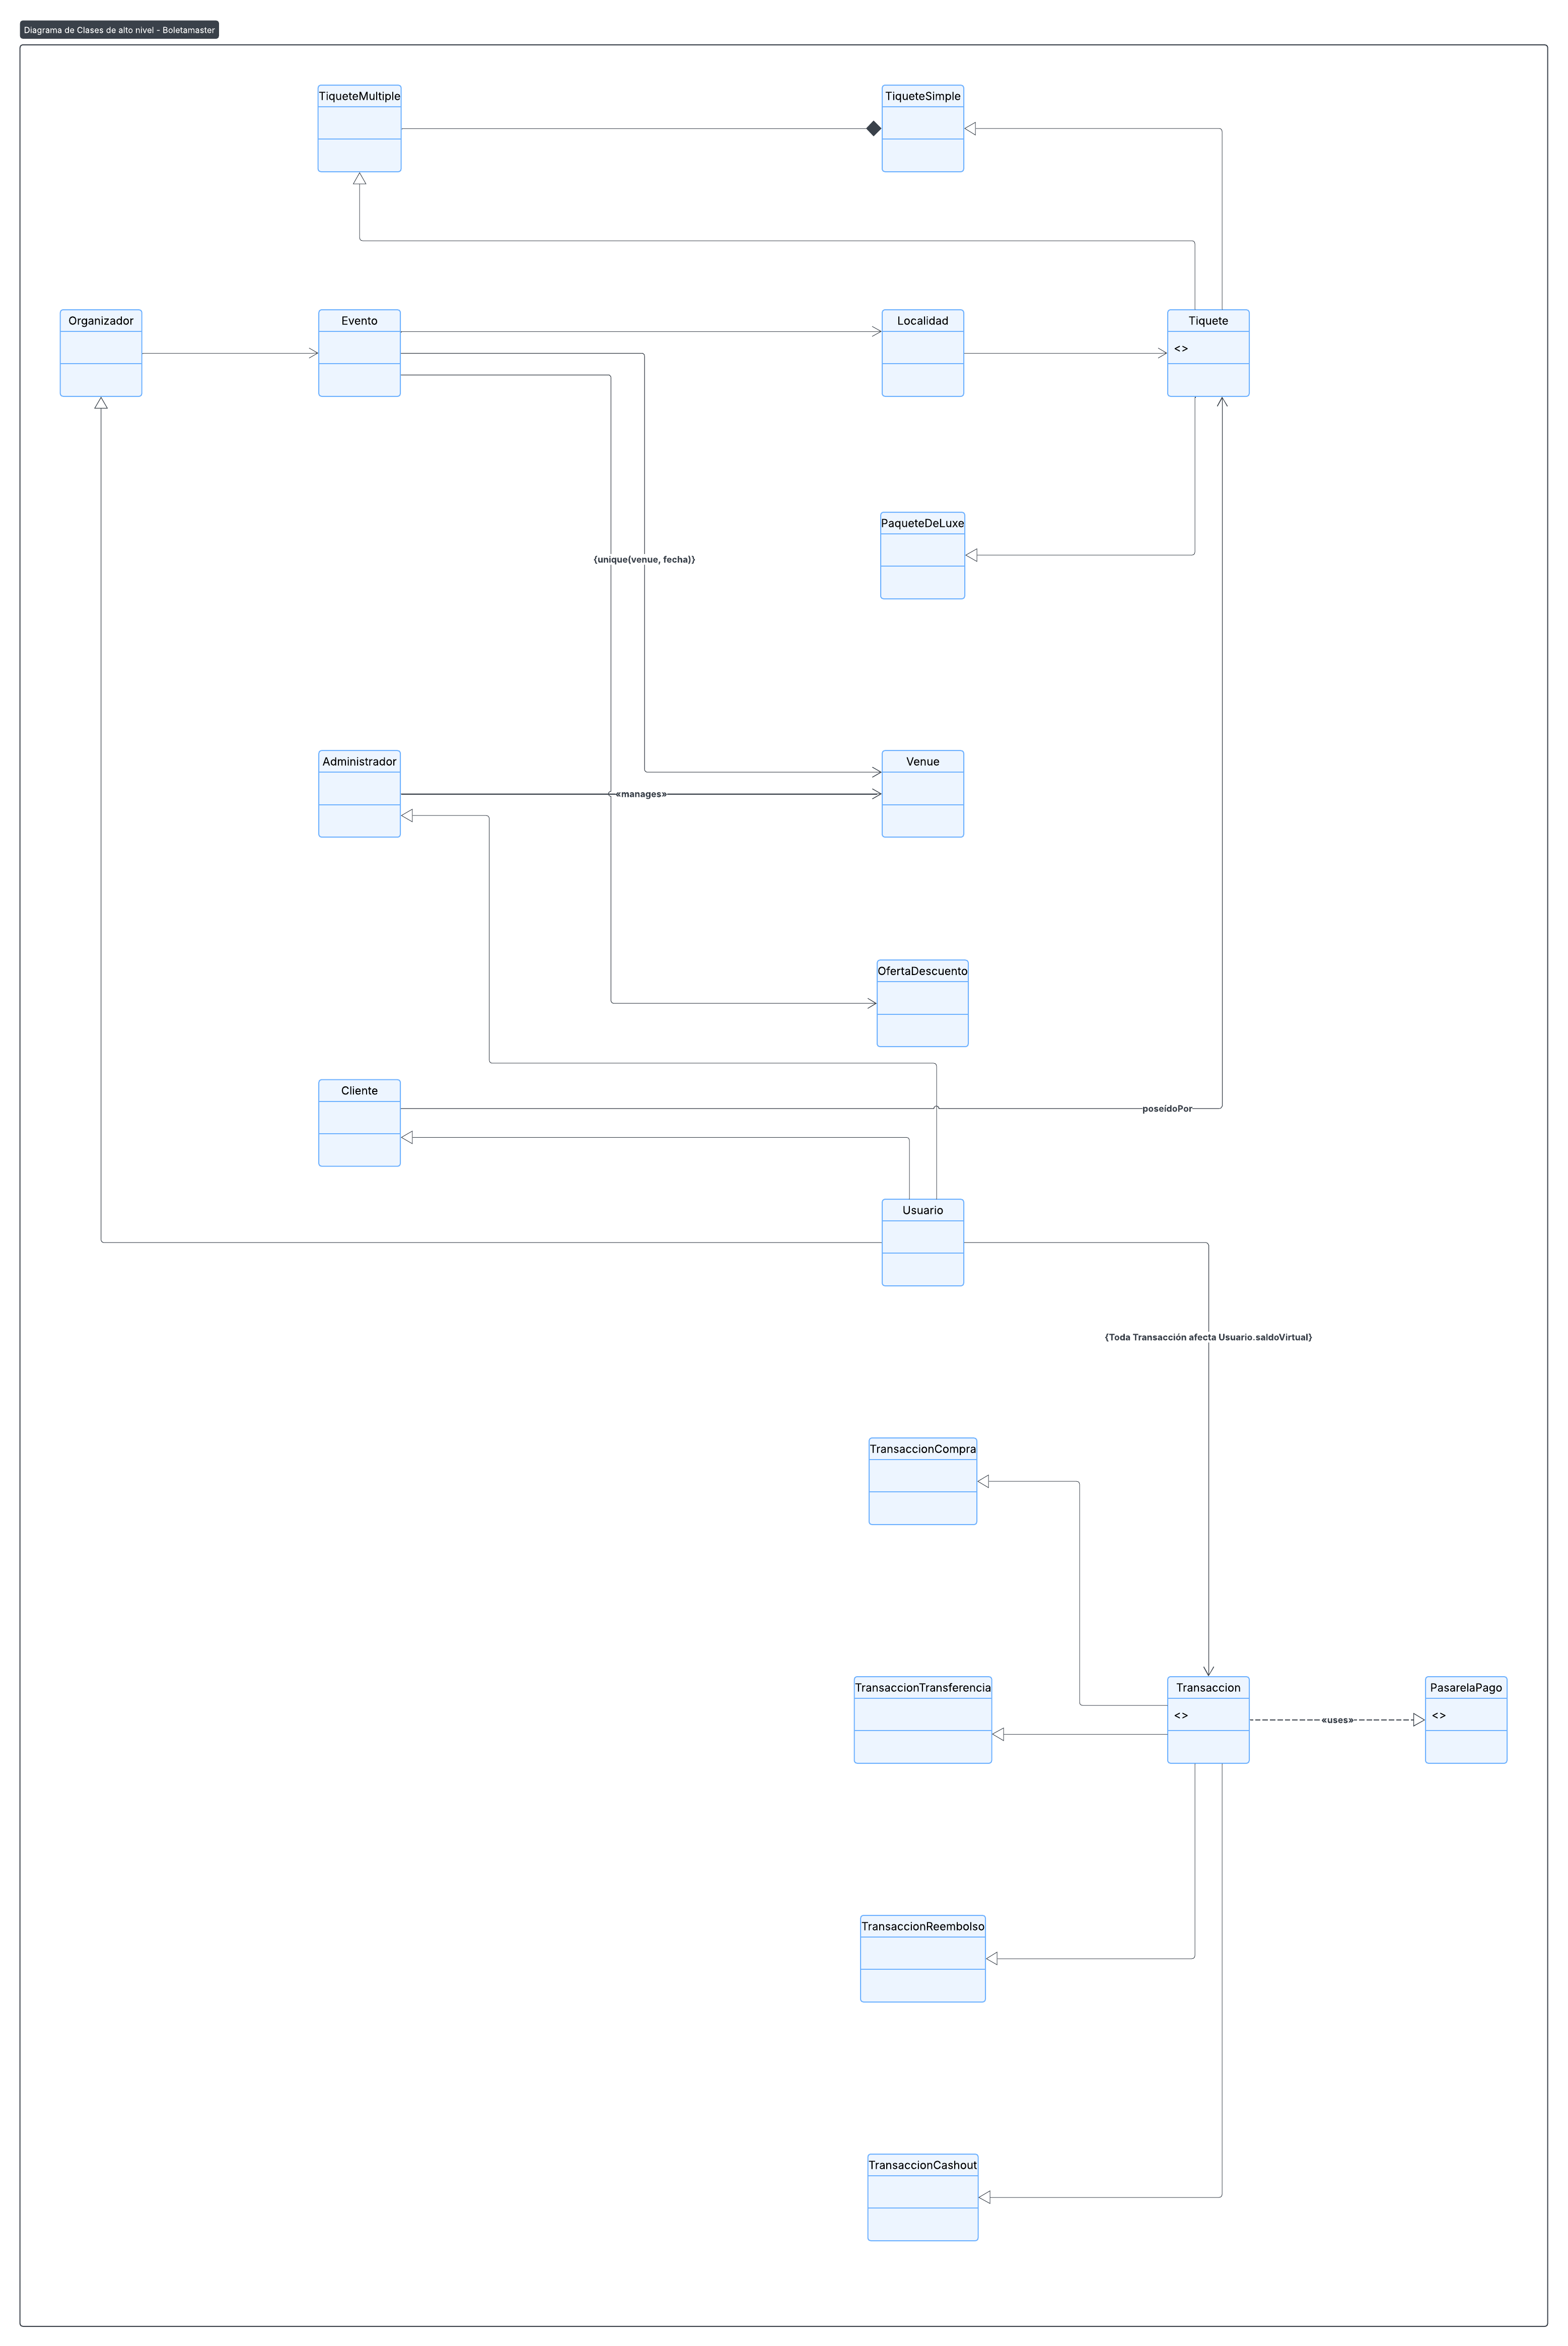 Diagrama de Clases de alto nivel - Boletamaster
TiqueteMultiple
TiqueteSimple
Organizador
Evento
Localidad
Tiquete
<>
PaqueteDeLuxe
{unique(venue, fecha)}
Administrador
Venue
«manages»
OfertaDescuento
Cliente
poseídoPor
Usuario
{Toda Transacción afecta Usuario.saldoVirtual}
TransaccionCompra
TransaccionTransferencia
Transaccion
PasarelaPago
<>
<>
«uses»
TransaccionReembolso
TransaccionCashout